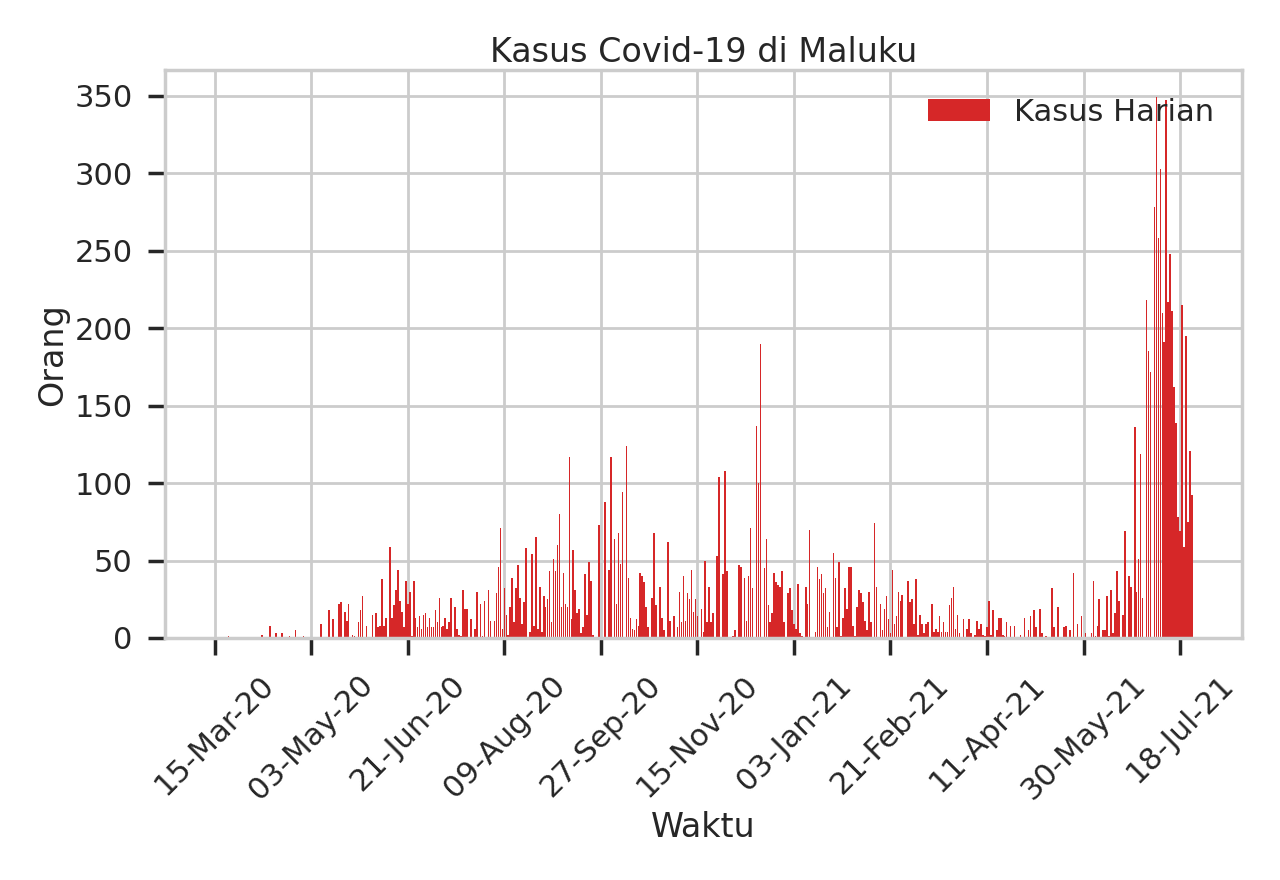 Kasus Covid-19 di Maluku
Kasus Harian
Orang
350
300
250
200
150
100
50
0
15-Mar-20
03-May-20
21-Jun-20
09-Aug-20
27-Sep-20
15-Nov-20
03-Jan-21
21-Feb-21
11-Apr-21
30-May-21
18-Jul-21
Waktu